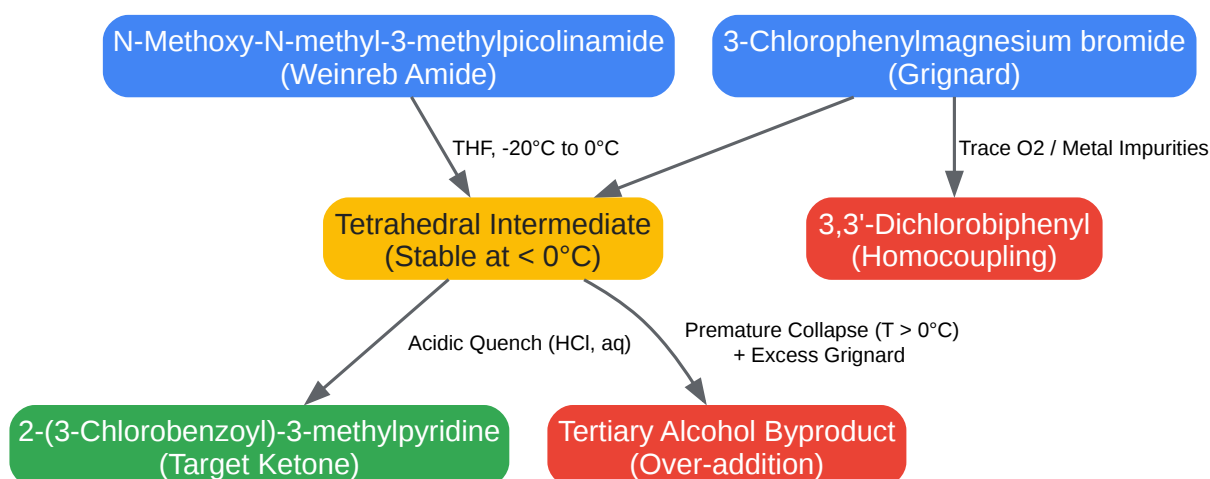 N-Methoxy-N-methyl-3-methylpicolinamide
(Weinreb Amide)
3-Chlorophenylmagnesium bromide
(Grignard)
THF, -20°C to 0°C
Trace O2 / Metal Impurities
Tetrahedral Intermediate
(Stable at < 0°C)
3,3'-Dichlorobiphenyl
(Homocoupling)
Acidic Quench (HCl, aq)
Premature Collapse (T > 0°C)
+ Excess Grignard
2-(3-Chlorobenzoyl)-3-methylpyridine
(Target Ketone)
Tertiary Alcohol Byproduct
(Over-addition)